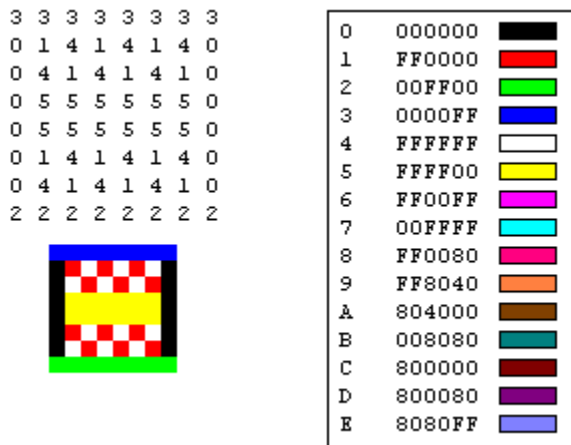 3 3 3 3 3 3 3 3
0 1 4 1 4 1 4 0
0 4 1 4 1 4 1 0
0 5 5 5 5 5 5 0
0 5 5 5 5 5 5 0
0 1 4 1 4 1 4 0
0 4 1 4 1 4 1 0
2 2 2 2 2 2 2 2
0 000000
1 FF0000
2 00FF00
3 0000FF
4 FFFFFF
5 FFFF00
6 FF00FF
7 00FFFF
8 FF0080
9 FF8040
A 804000
B 008080
C 800000
D 800080
E 8080FF